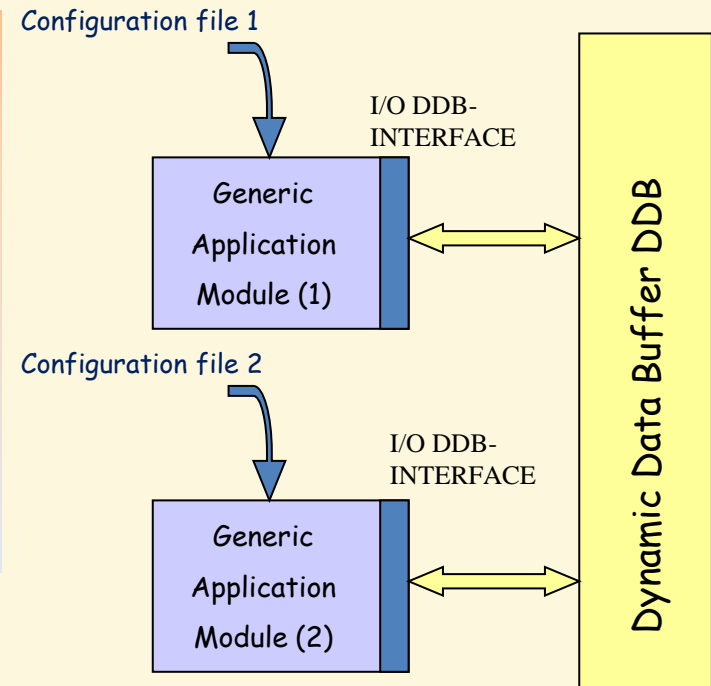 Configuration file 1
I/O DDB-
INTERFACE
Generic
Application
Module (1)
Configuration file 2
I/O DDB-
INTERFACE
Generic
Application
Module (2)
Dynamic Data Buffer DDB